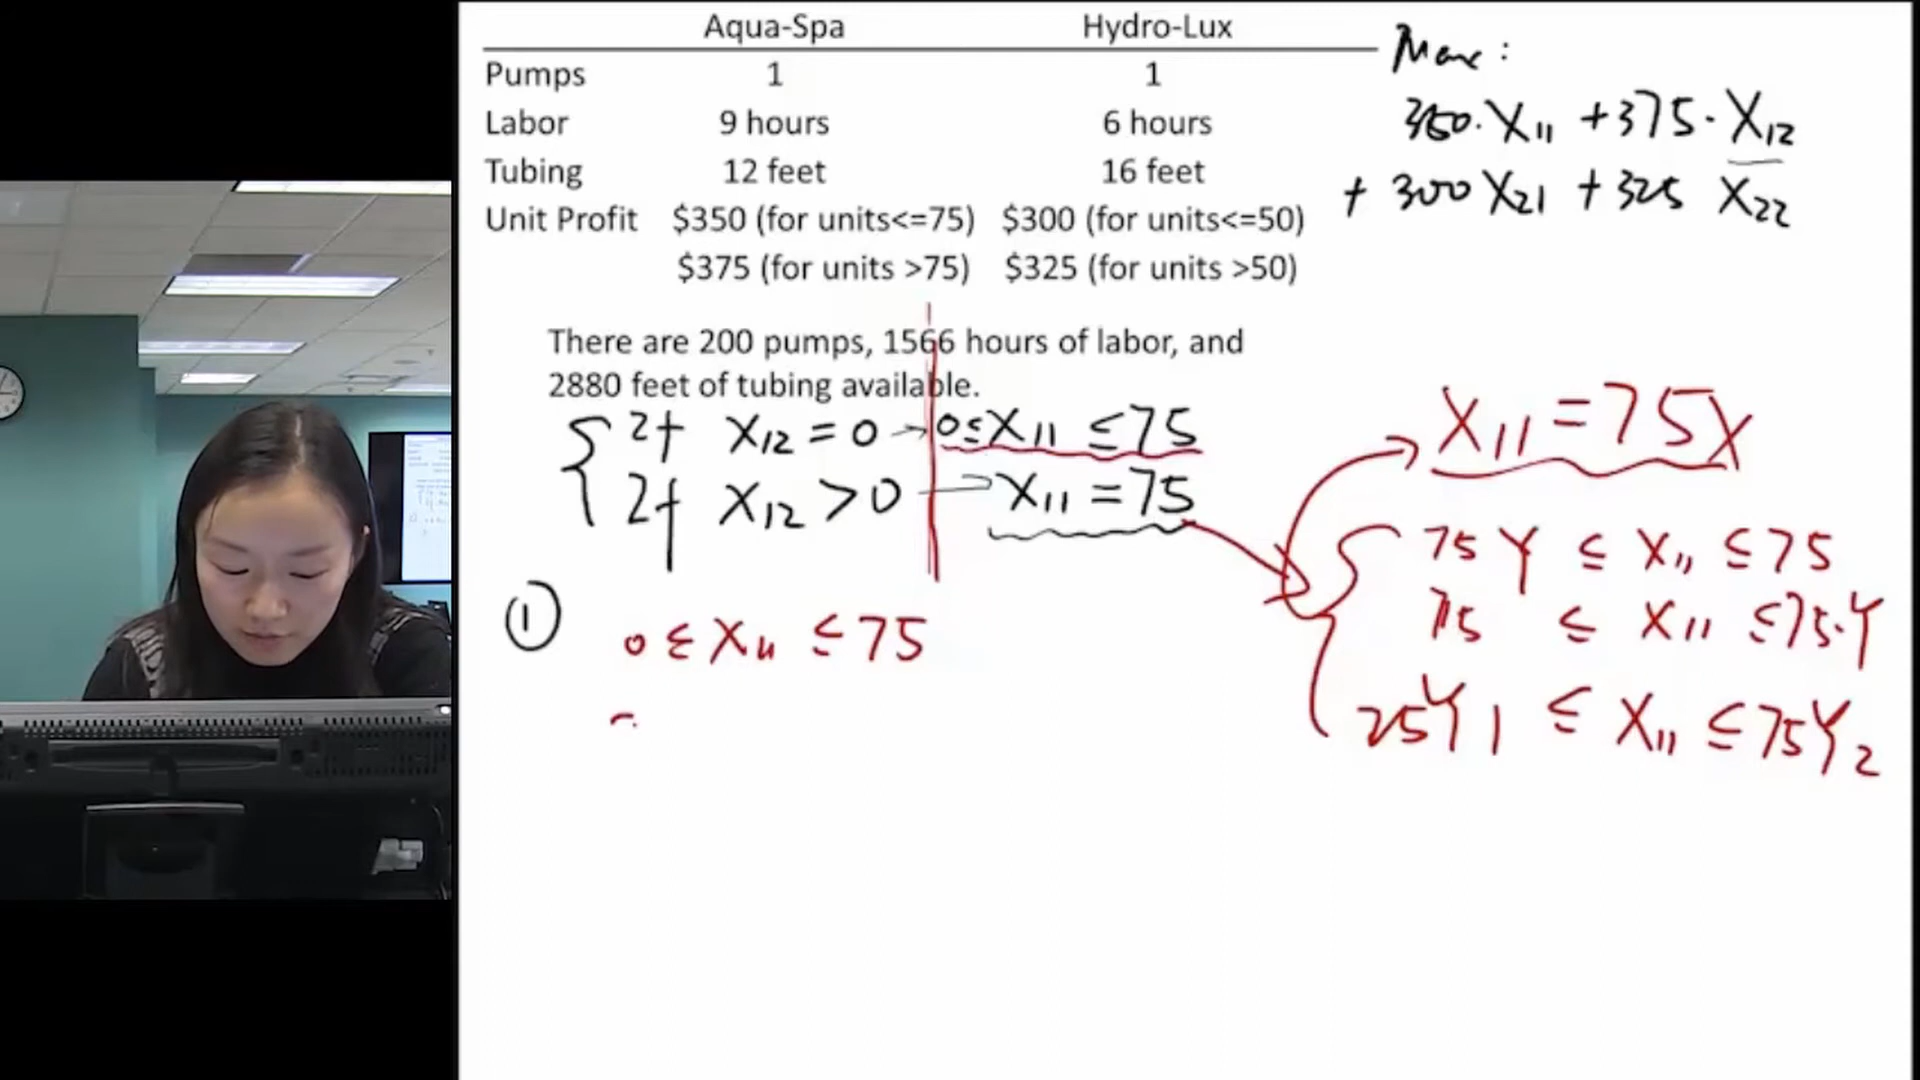 Aqua-Spa Hydro-Lux
Pumps 1 1
Labor 9 hours 6 hours
Tubing 12 feet 16 feet
Unit Profit $350 (for units<=75) $300 (for units<=50)
$375 (for units >75) $325 (for units >50)
Max:
350·X11 +375·X12
+ 300 X21 + 325 X22
There are 200 pumps, 1566 hours of labor, and
2880 feet of tubing available.
If X12 = 0 → 0≤X11 ≤75
If X12 >0 → X11 =75
X11 =75X
75Y ≤ X11 ≤75
75 ≤ X11 ≤75·Y
75Y1 ≤ X11 ≤75Y2
① 0≤X11 ≤75